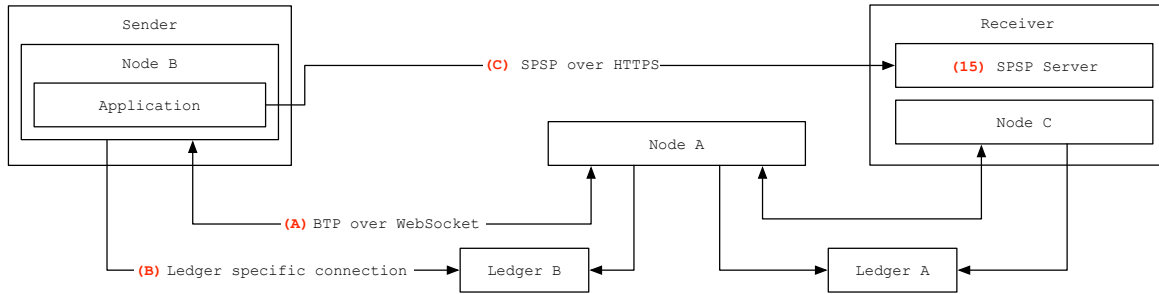 Sender
Receiver
Node B
(C) SPSP over HTTPS
(15) SPSP Server
Application
Node A
Node C
(A) BTP over WebSocket
(B) Ledger specific connection
Ledger B
Ledger A